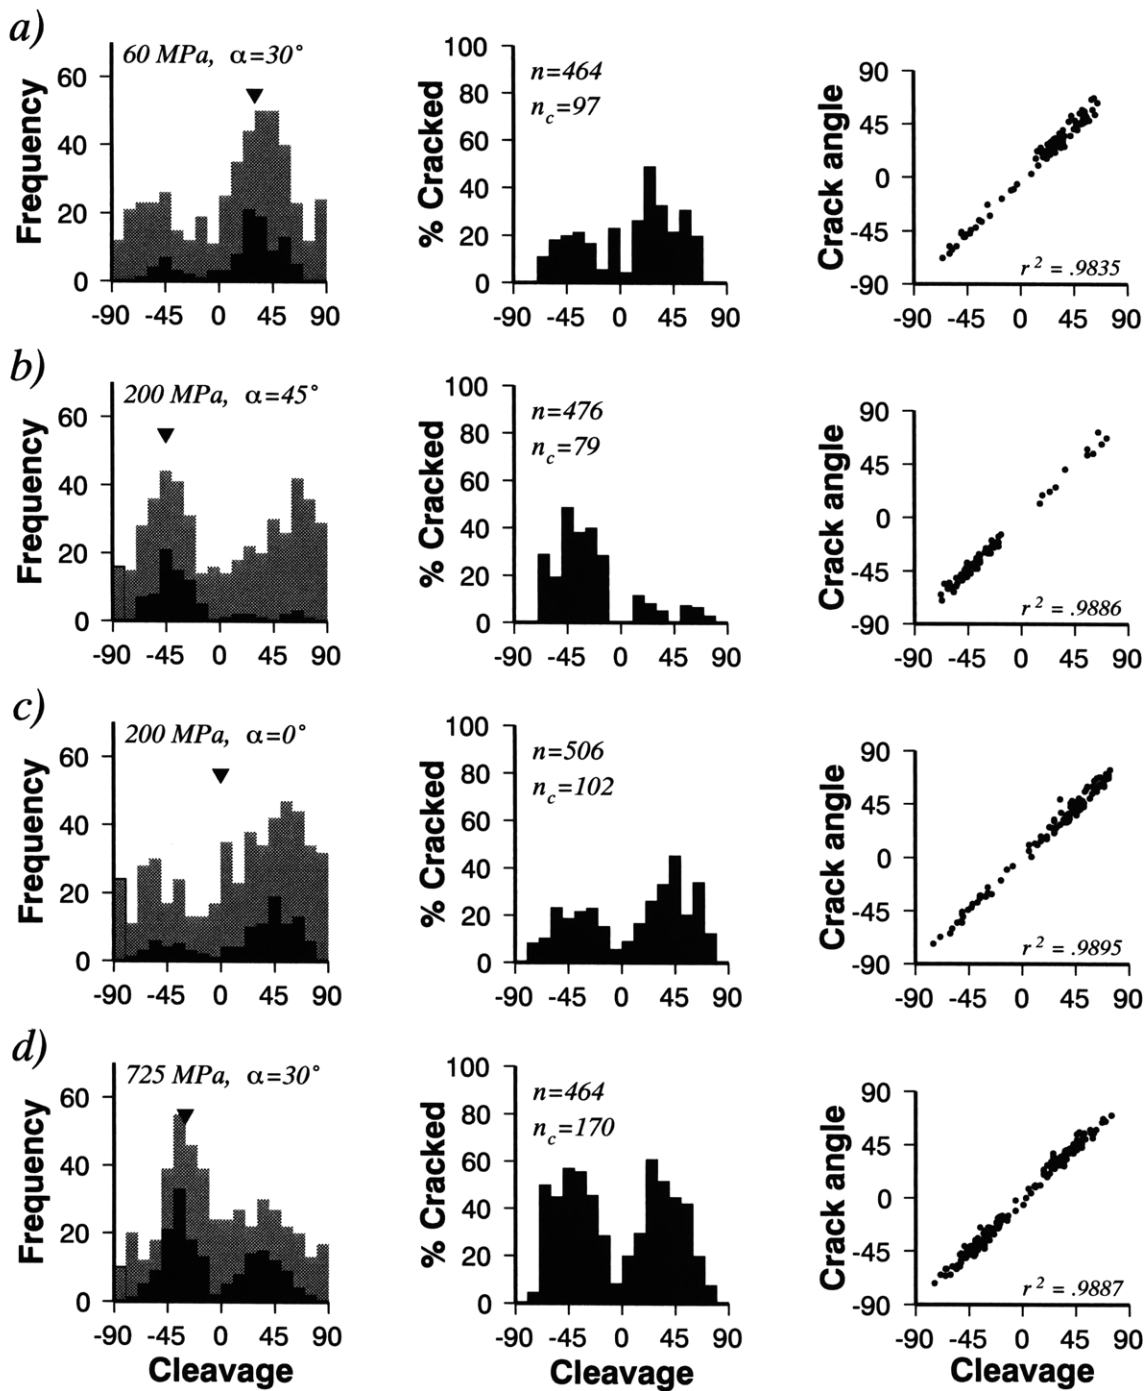 a)
60 MPa, α=30°
Frequency
60
40
20
0
-90 -45 0 45 90
n=464
n_c=97
% Cracked
100
80
60
40
20
0
-90 -45 0 45 90
Crack angle
90
45
0
-45
-90
r² = .9835
-90 -45 0 45 90
b)
200 MPa, α=45°
Frequency
60
40
20
0
-90 -45 0 45 90
n=476
n_c=79
% Cracked
100
80
60
40
20
0
-90 -45 0 45 90
Crack angle
90
45
0
-45
-90
r² = .9886
-90 -45 0 45 90
c)
200 MPa, α=0°
Frequency
60
40
20
0
-90 -45 0 45 90
n=506
n_c=102
% Cracked
100
80
60
40
20
0
-90 -45 0 45 90
Crack angle
90
45
0
-45
-90
r² = .9895
-90 -45 0 45 90
d)
725 MPa, α=30°
Frequency
60
40
20
0
-90 -45 0 45 90
Cleavage
n=464
n_c=170
% Cracked
100
80
60
40
20
0
-90 -45 0 45 90
Cleavage
Crack angle
90
45
0
-45
-90
r² = .9887
-90 -45 0 45 90
Cleavage